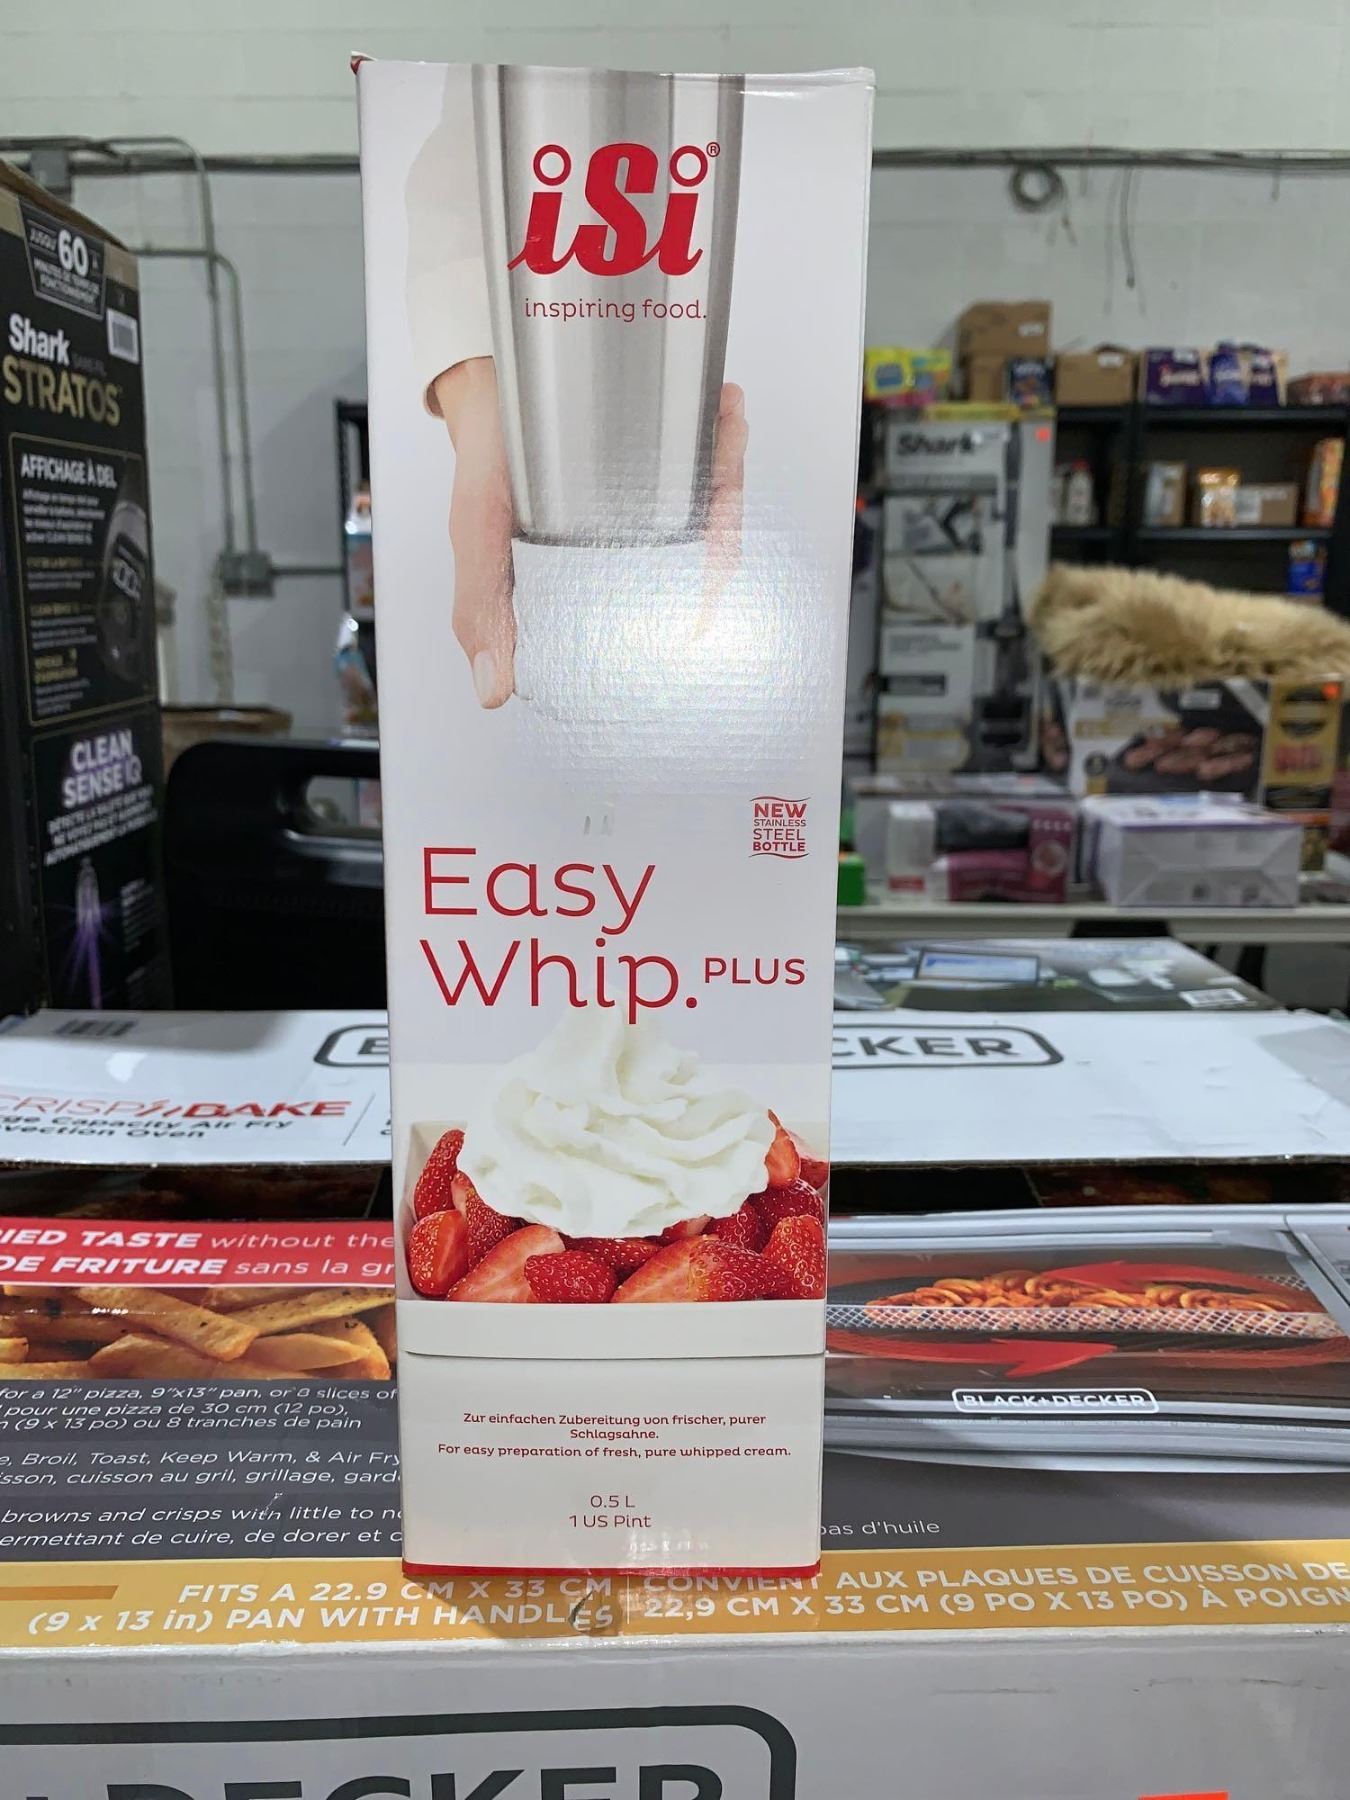 iSi®
inspiring food.
NEW
STAINLESS
STEEL
BOTTLE
Easy
Whip. PLUS
Zur einfachen Zubereitung von frischer, purer
Schlagsahne.
For easy preparation of fresh, pure whipped cream.
0.5 L
1 US Pint
JUSQU'À
60
Shark
STRATOS
AFFICHAGE À DEL
CLEAN
SENSE IQ
Shark
CKER
CRISP BAKE
Capacity Air Fry
Oven
TASTE without the
DE FRITURE sans la
for a 12" pizza, 9"x13" pan, or 8 slices of
pour une pizza de 30 cm (12 po),
(9 x 13 po) ou 8 tranches de pain
Broil, Toast, Keep Warm, & Air Fry
cuisson au gril, grillage,
browns and crisps with little to
de cuire, de dorer et
pas d'huile
BLACK+DECKER
FITS A 22.9 CM X 33 CM
(9 x 13 in) PAN WITH HANDLES
CONVIENT AUX PLAQUES DE CUISSON DE
22,9 CM X 33 CM (9 PO X 13 PO) À
DECKER